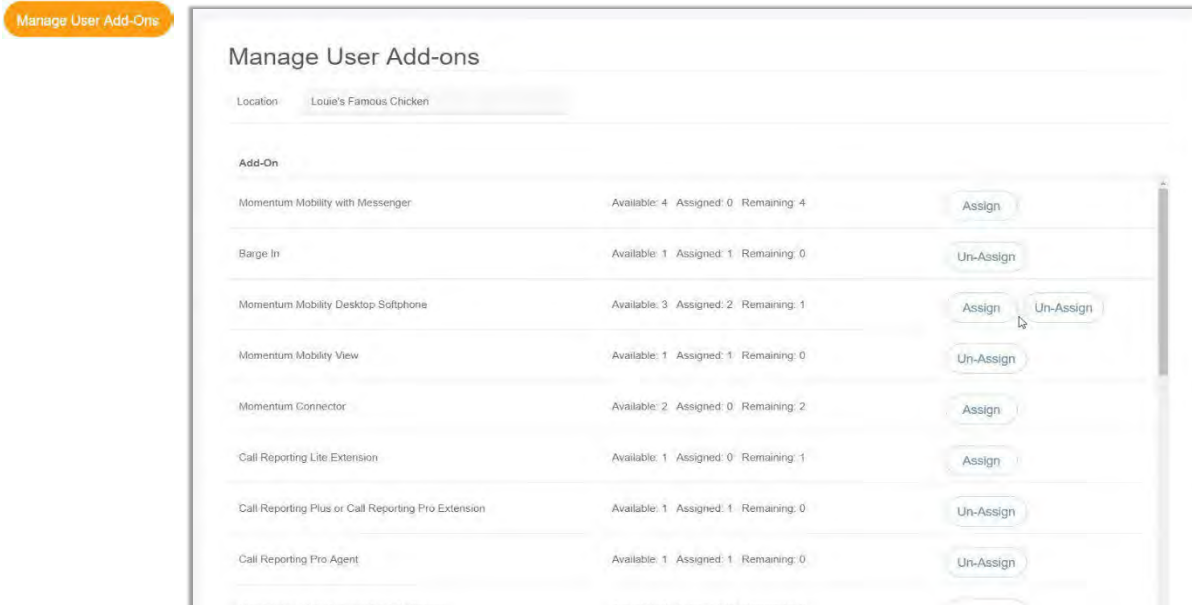 Manage User Add-Ons
Manage User Add-ons
Location Louie's Famous Chicken
Add-On
Momentum Mobility with Messenger Available: 4 Assigned: 0 Remaining: 4 Assign
Barge In Available: 1 Assigned: 1 Remaining: 0 Un-Assign
Momentum Mobility Desktop Softphone Available: 3 Assigned: 2 Remaining: 1 Assign Un-Assign
Momentum Mobility View Available: 1 Assigned: 1 Remaining: 0 Un-Assign
Momentum Connector Available: 2 Assigned: 0 Remaining: 2 Assign
Call Reporting Lite Extension Available: 1 Assigned: 0 Remaining: 1 Assign
Call Reporting Plus or Call Reporting Pro Extension Available: 1 Assigned: 1 Remaining: 0 Un-Assign
Call Reporting Pro Agent Available: 1 Assigned: 1 Remaining: 0 Un-Assign